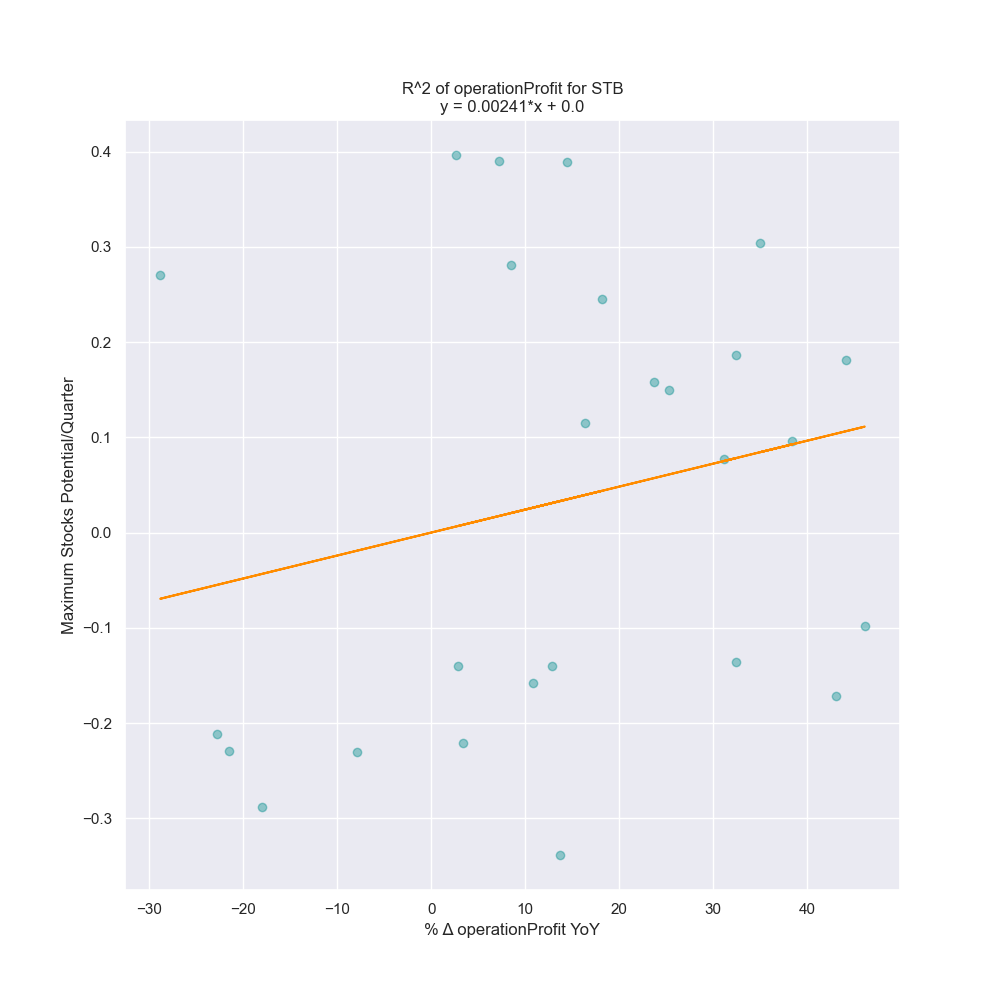 R^2 of operationProfit for STB
y = 0.00241*x + 0.0
0.4
0.3
0.2
0.1
0.0
−0.1
−0.2
−0.3
Maximum Stocks Potential/Quarter
−30 −20 −10 0 10 20 30 40
% Δ operationProfit YoY